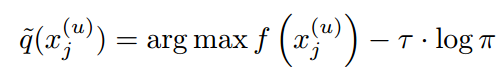 q̃(x_j^{(u)}) = arg max f (x_j^{(u)}) − τ · log π